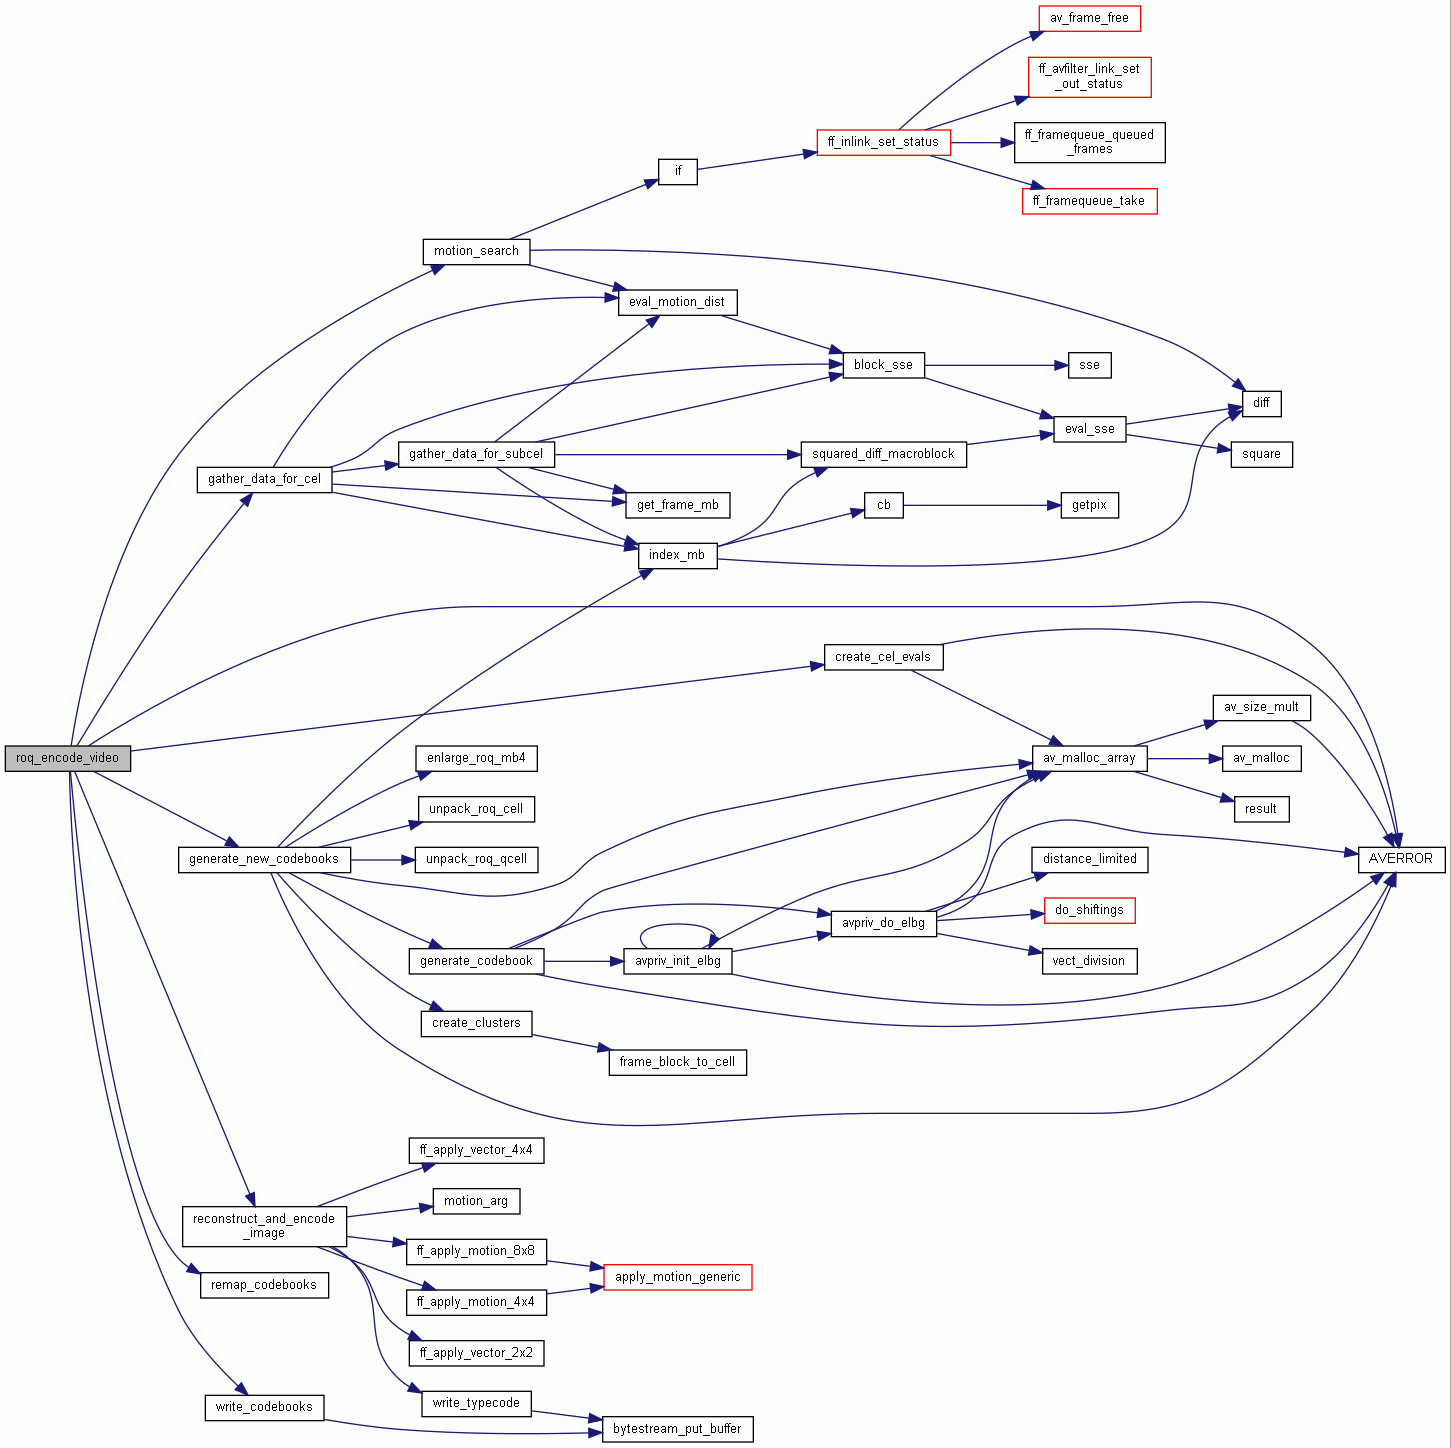 av_frame_free
ff_avfilter_link_set
_out_status
ff_framequeue_queued
_frames
ff_inlink_set_status
if
ff_framequeue_take
motion_search
eval_motion_dist
block_sse
sse
diff
eval_sse
gather_data_for_subcel
squared_diff_macroblock
square
gather_data_for_cel
get_frame_mb
cb
getpix
index_mb
create_cel_evals
av_size_mult
roq_encode_video
enlarge_roq_mb4
av_malloc_array
av_malloc
unpack_roq_cell
result
generate_new_codebooks
unpack_roq_qcell
distance_limited
AVERROR
do_shiftings
avpriv_do_elbg
generate_codebook
avpriv_init_elbg
vect_division
create_clusters
frame_block_to_cell
ff_apply_vector_4x4
motion_arg
reconstruct_and_encode
_image
ff_apply_motion_8x8
apply_motion_generic
remap_codebooks
ff_apply_motion_4x4
ff_apply_vector_2x2
write_codebooks
write_typecode
bytestream_put_buffer